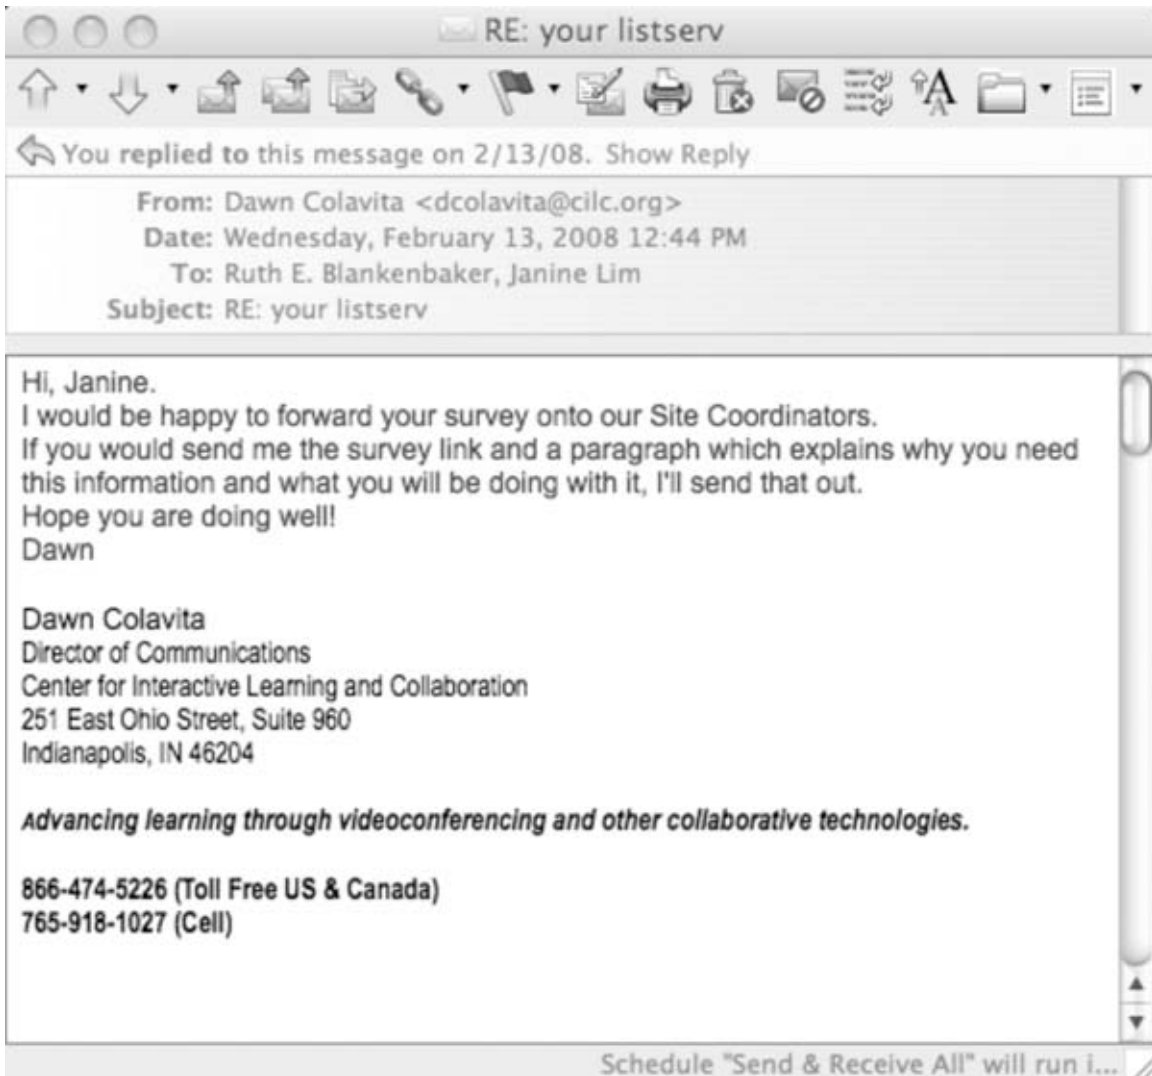 RE: your listserv
You replied to this message on 2/13/08. Show Reply
From: Dawn Colavita <dcolavita@cilc.org>
Date: Wednesday, February 13, 2008 12:44 PM
To: Ruth E. Blankenbaker, Janine Lim
Subject: RE: your listserv
Hi, Janine.
I would be happy to forward your survey onto our Site Coordinators.
If you would send me the survey link and a paragraph which explains why you need
this information and what you will be doing with it, I'll send that out.
Hope you are doing well!
Dawn
Dawn Colavita
Director of Communications
Center for Interactive Learning and Collaboration
251 East Ohio Street, Suite 960
Indianapolis, IN 46204
Advancing learning through videoconferencing and other collaborative technologies.
866-474-5226 (Toll Free US & Canada)
765-918-1027 (Cell)
Schedule "Send & Receive All" will run i...